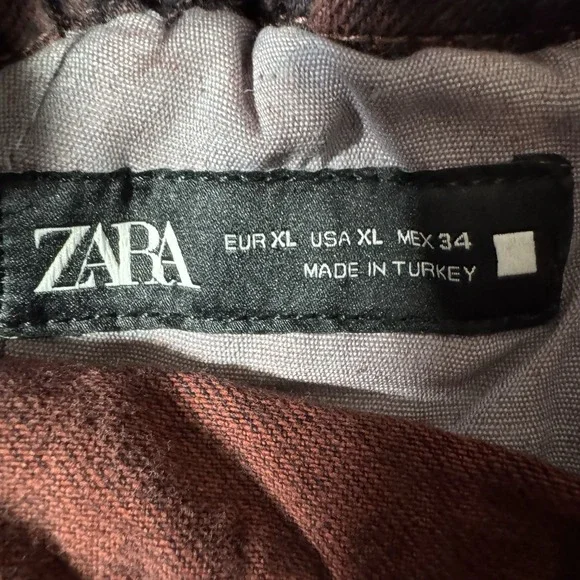 ZARA
EUR XL USA XL MEX 34
MADE IN TURKEY